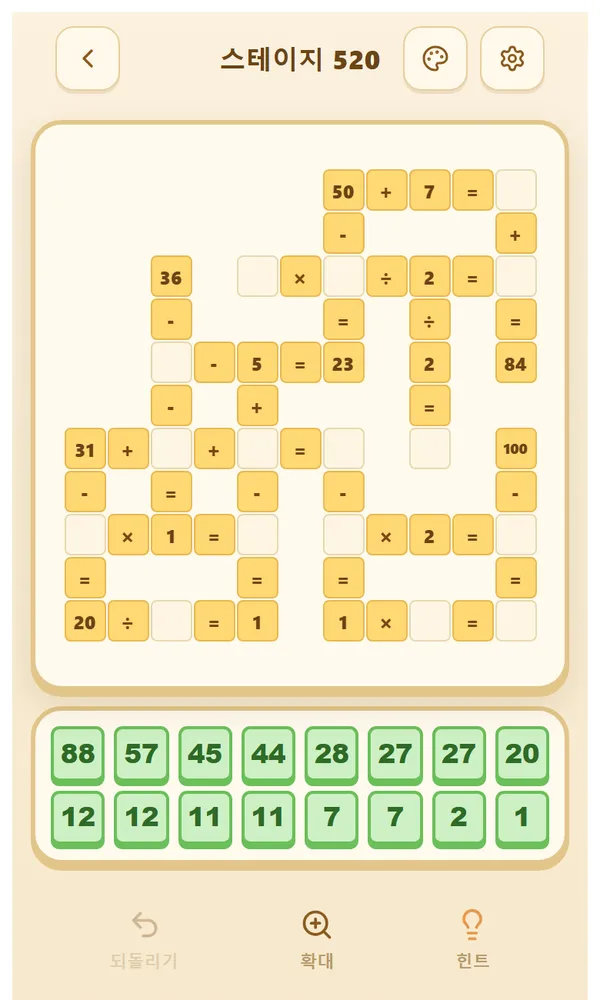 스테이지 520
50 + 7 =
- +
36 × ÷ 2 =
- = ÷ =
- 5 = 23 2 84
- + =
31 + + = 100
- = - - -
× 1 = × 2 =
= = = =
20 ÷ = 1 1 × =
88 57 45 44 28 27 27 20
12 12 11 11 7 7 2 1
되돌리기 확대 힌트